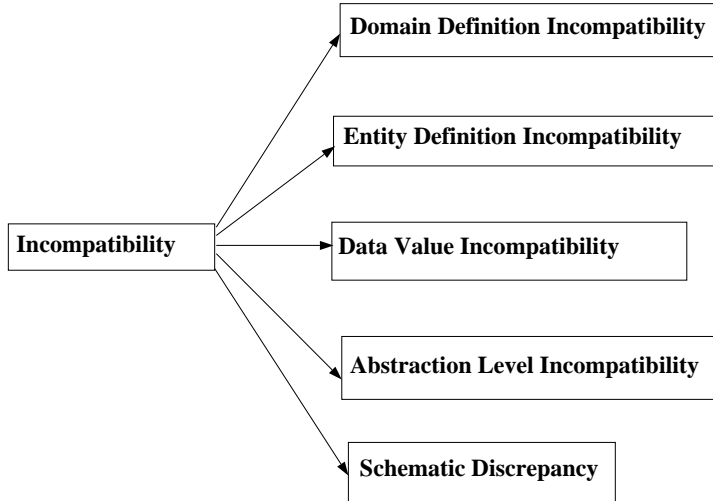 Domain Definition Incompatibility
Entity Definition Incompatibility
Incompatibility
Data Value Incompatibility
Abstraction Level Incompatibility
Schematic Discrepancy